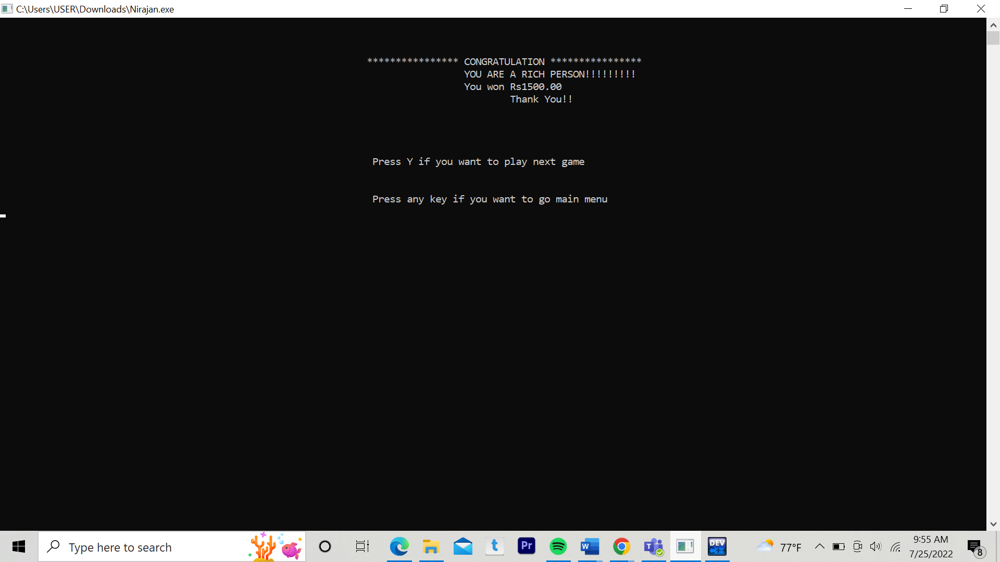 C:\Users\USER\Downloads\Nirajan.exe
**************** CONGRATULATION ****************
YOU ARE A RICH PERSON!!!!!!!!!
You won Rs1500.00
Thank You!!
Press Y if you want to play next game
Press any key if you want to go main menu
Type here to search
t
Pr
W
T
DEV
C++
77°F
9:55 AM
7/25/2022
8